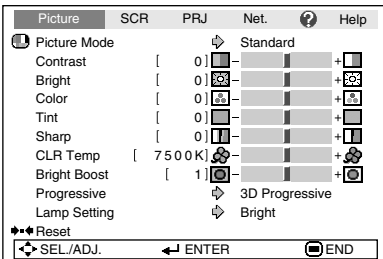 Picture SCR PRJ Net. ? Help
Picture Mode Standard
Contrast [ 0] - +
Bright [ 0] - +
Color [ 0] - +
Tint [ 0] - +
Sharp [ 0] - +
CLR Temp [ 7500K] - +
Bright Boost [ 1] - +
Progressive 3D Progressive
Lamp Setting Bright
Reset
SEL./ADJ. ENTER END